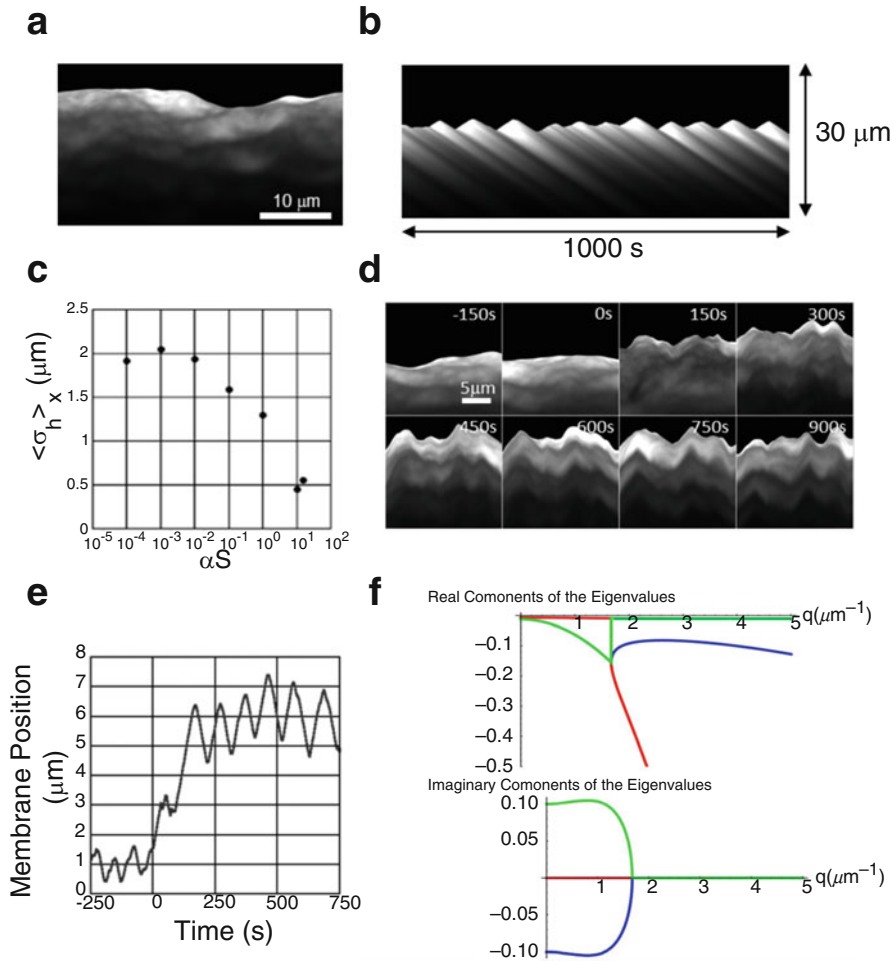 a
b
10 μm
30 μm
1000 s
c
d
<σh>x (μm)
2.5
2
1.5
1
0.5
0
10-5 10-4 10-3 10-2 10-1 100 101 102
αS
-150s 0s 150s 300s
5μm
450s 600s 750s 900s
e
f
Membrane Position
(μm)
8
7
6
5
4
3
2
1
0
-250 0 250 500 750
Time (s)
Real Comonents of the Eigenvalues
q(μm−1)
1 2 3 4 5
−0.1
−0.2
−0.3
−0.4
−0.5
Imaginary Comonents of the Eigenvalues
0.10
0.05
q(μm−1)
1 2 3 4 5
−0.05
−0.10